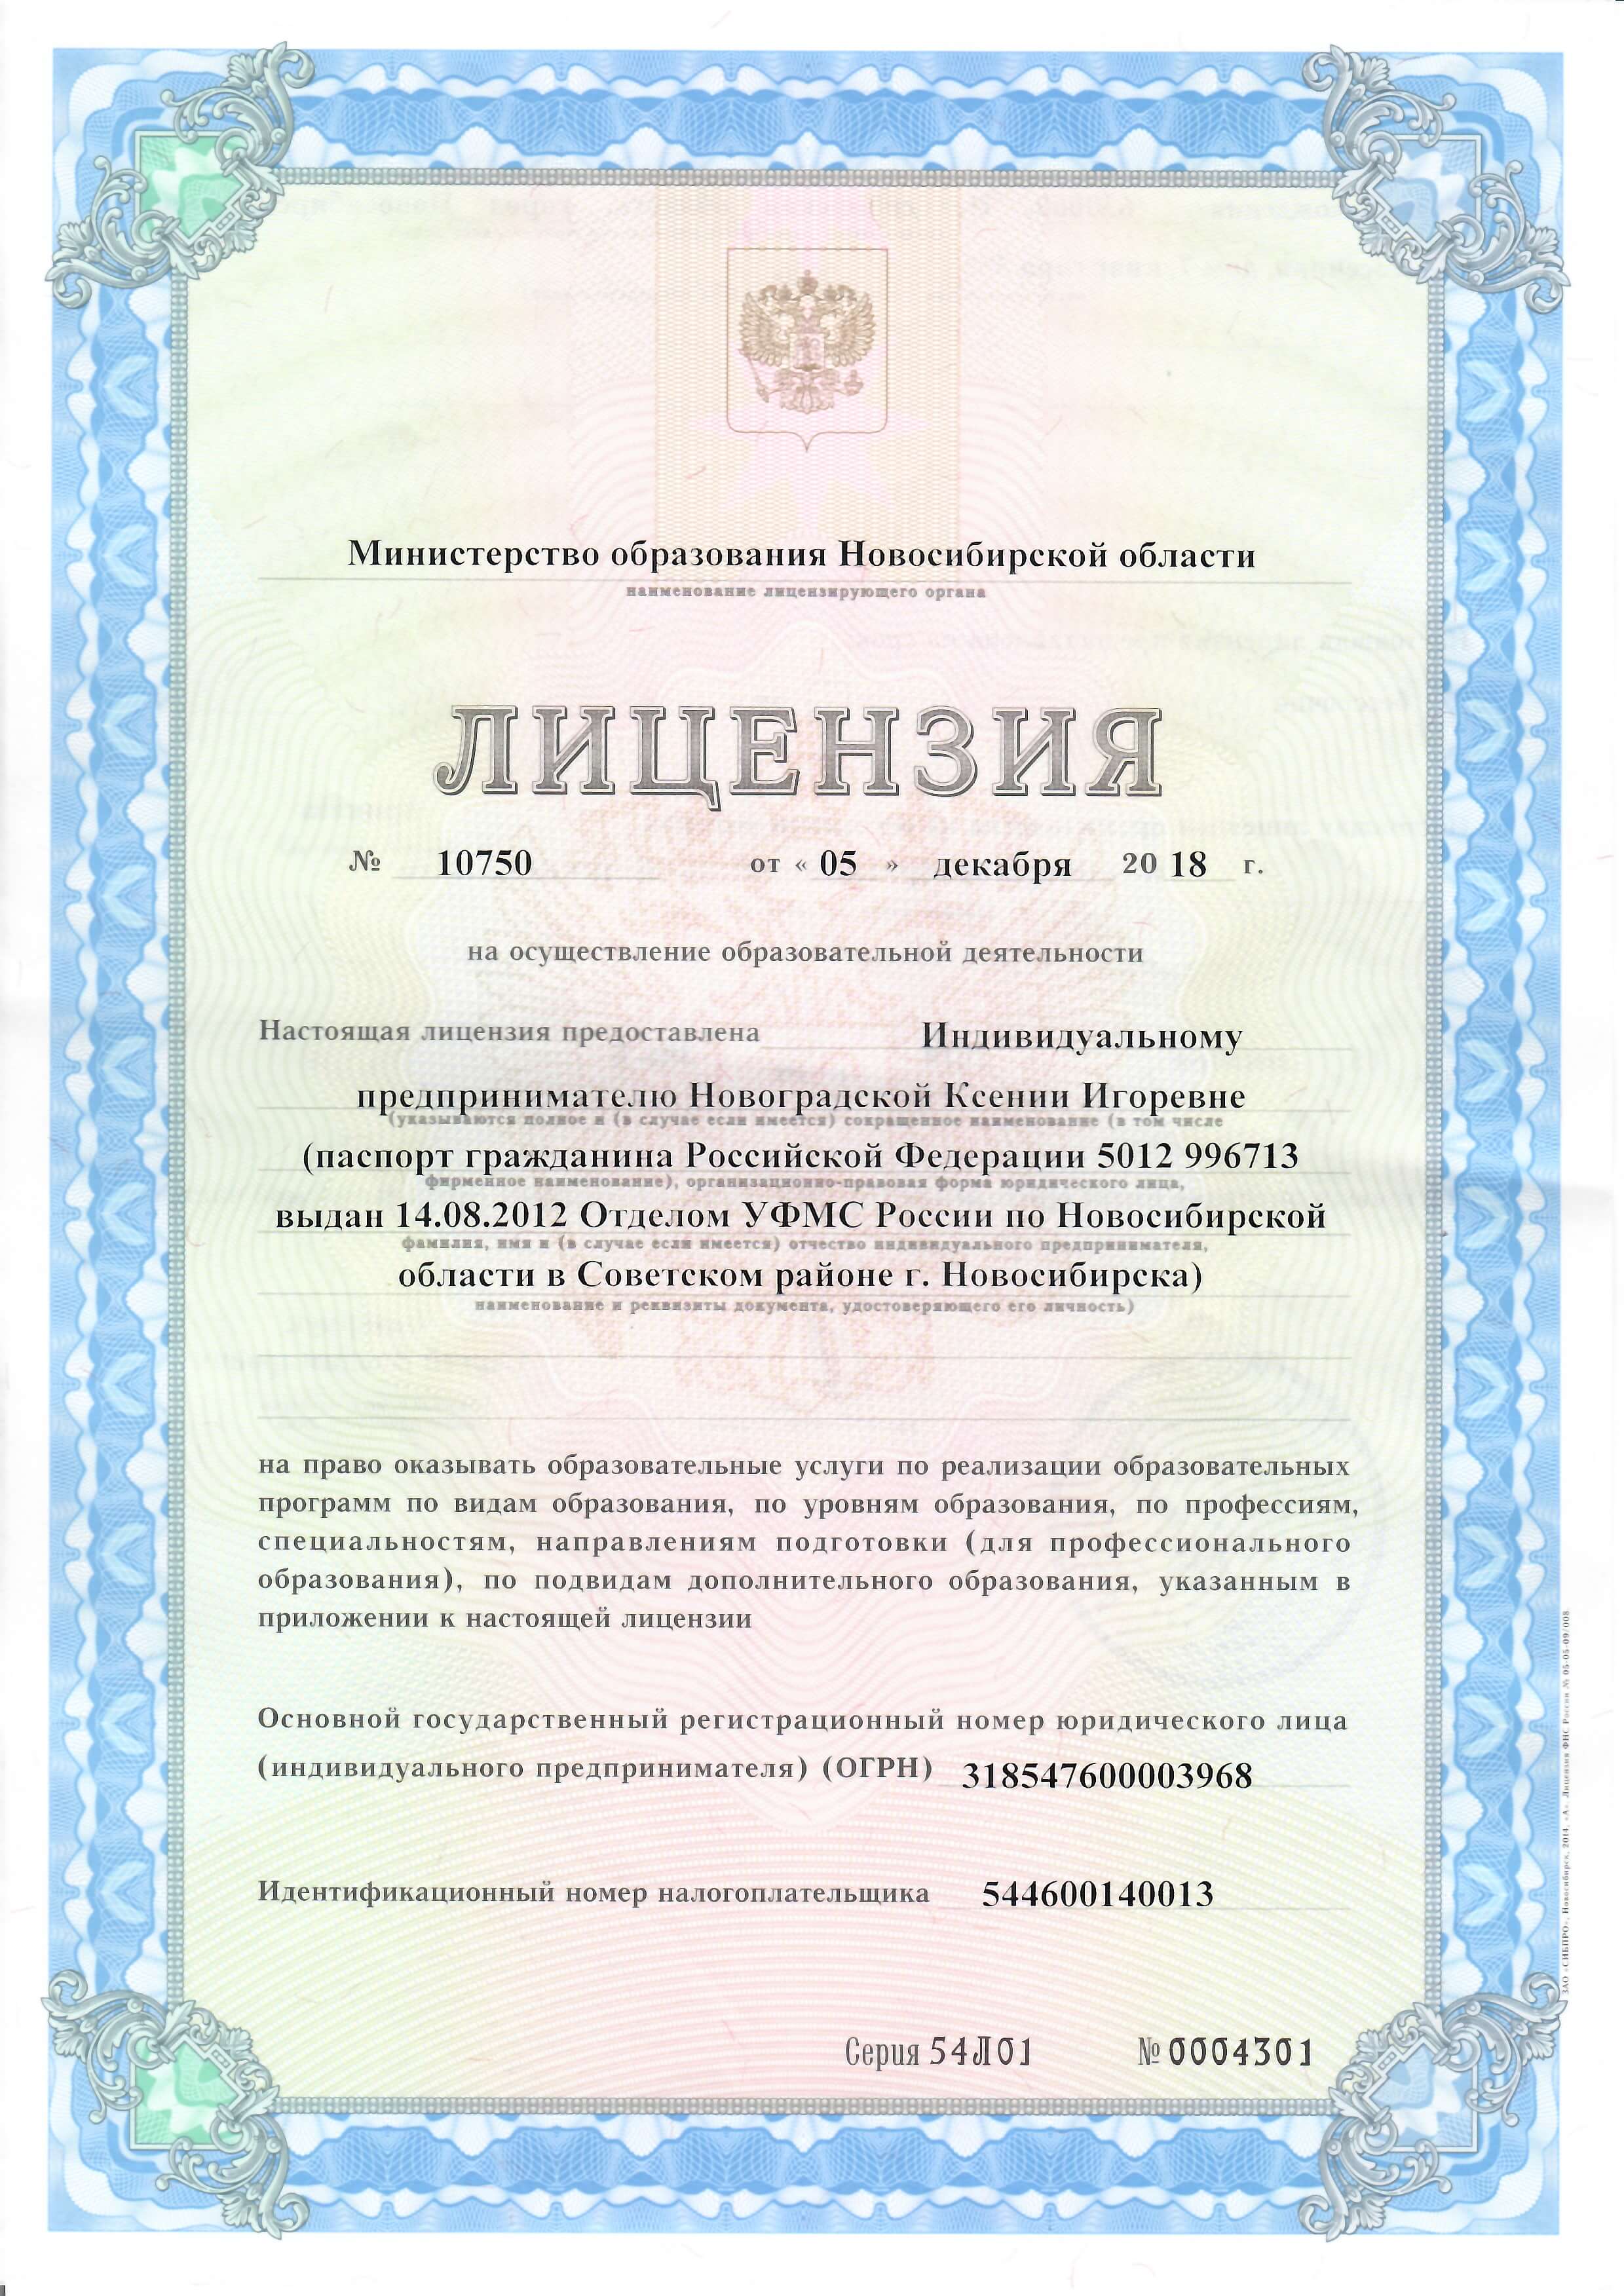 Министерство образования Новосибирской области
наименование лицензирующего органа
ЛИЦЕНЗИЯ
№ 10750 от « 05 » декабря 20 18 г.
на осуществление образовательной деятельности
Настоящая лицензия предоставлена Индивидуальному
предпринимателю Новоградской Ксении Игоревне
(указываются полное и (в случае если имеется) сокращенное наименование (в том числе
(паспорт гражданина Российской Федерации 5012 996713
фирменное наименование), организационно-правовая форма юридического лица,
выдан 14.08.2012 Отделом УФМС России по Новосибирской
фамилия, имя и (в случае если имеется) отчество индивидуального предпринимателя,
области в Советском районе г. Новосибирска)
наименование и реквизиты документа, удостоверяющего его личность)
на право оказывать образовательные услуги по реализации образовательных
программ по видам образования, по уровням образования, по профессиям,
специальностям, направлениям подготовки (для профессионального
образования), по подвидам дополнительного образования, указанным в
приложении к настоящей лицензии
Основной государственный регистрационный номер юридического лица
(индивидуального предпринимателя) (ОГРН) 318547600003968
Идентификационный номер налогоплательщика 544600140013
Серия 54Л01 № 0004301
ЗАО «СИБПРО», Новосибирск, 2014, «А». Лицензия ФНС России № 05-05-09/008